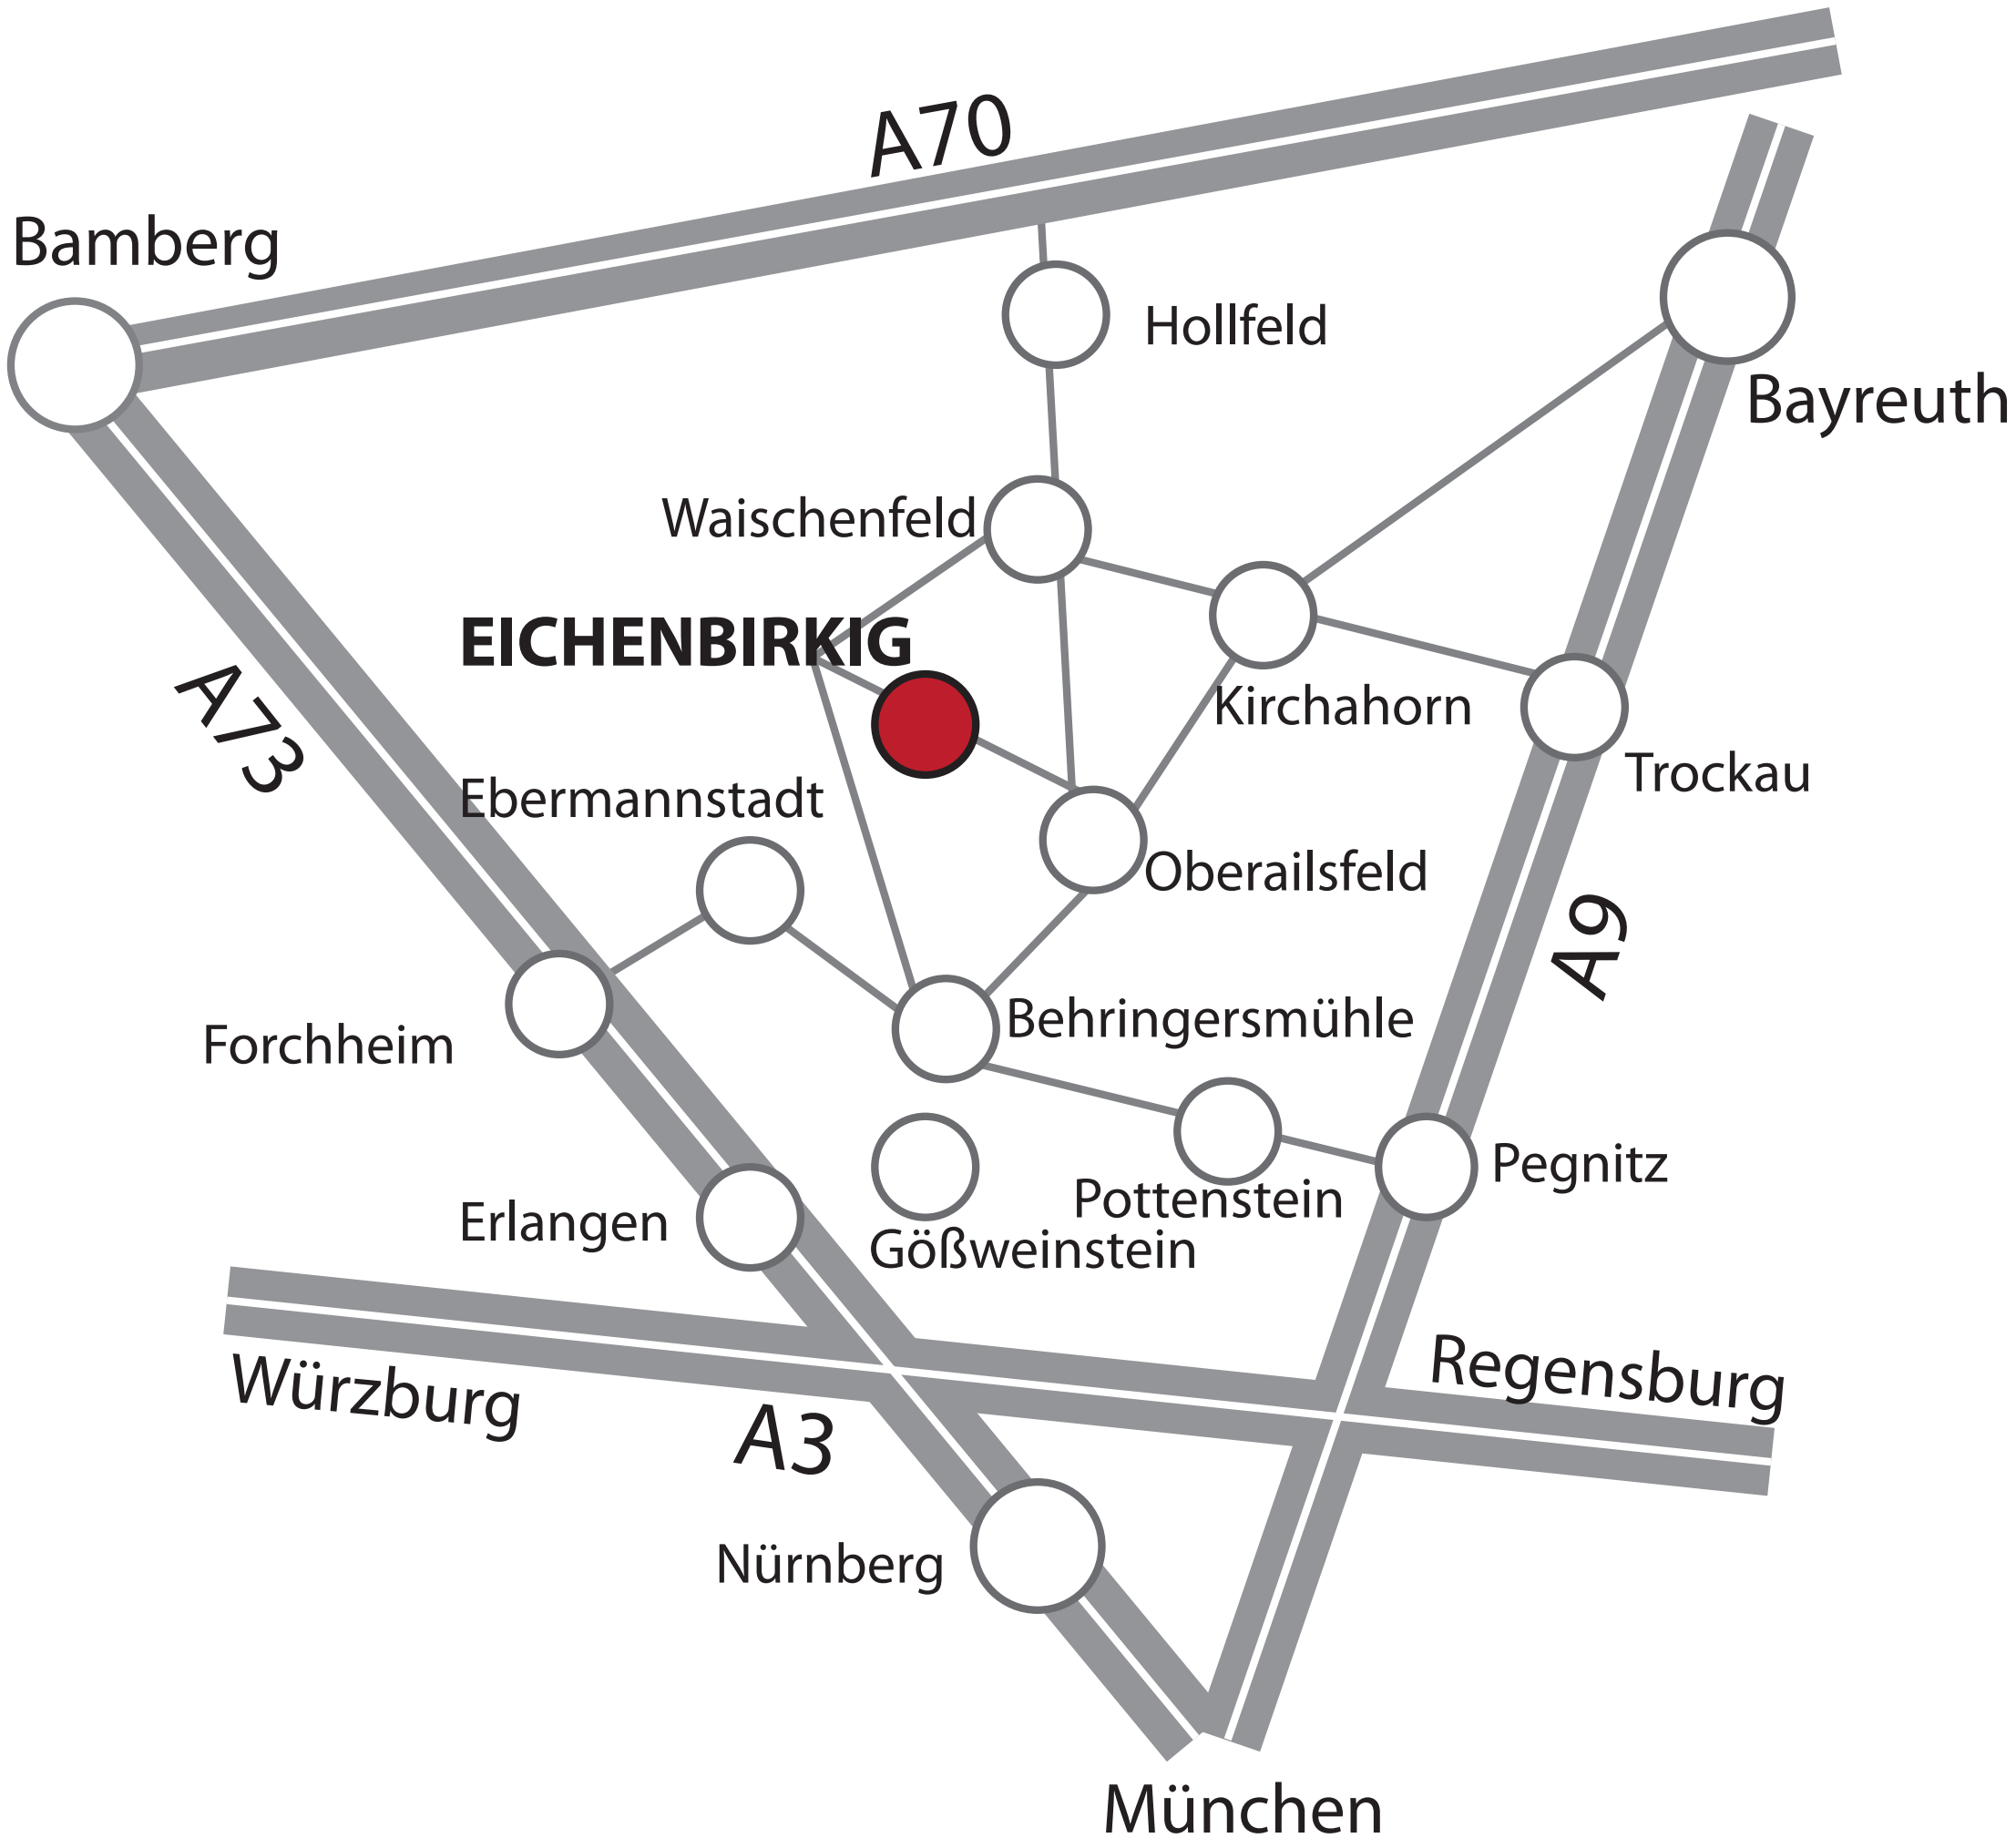 A70
Bamberg
Hollfeld
Bayreuth
Waischenfeld
EICHENBIRKIG
A73
Kirchahorn
Ebermannstadt
Trockau
Oberailsfeld
A9
Behringersmühle
Forchheim
Pegnitz
Pottenstein
Erlangen
Gößweinstein
Würzburg
Regensburg
A3
Nürnberg
München